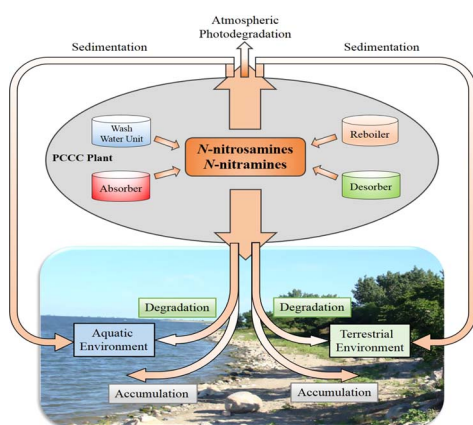 Atmospheric
Photodegradation
Sedimentation
Sedimentation
Wash
Water Unit
Reboiler
PCCC Plant
N-nitrosamines
N-nitramines
Absorber
Desorber
Degradation
Degradation
Aquatic
Environment
Terrestrial
Environment
Accumulation
Accumulation